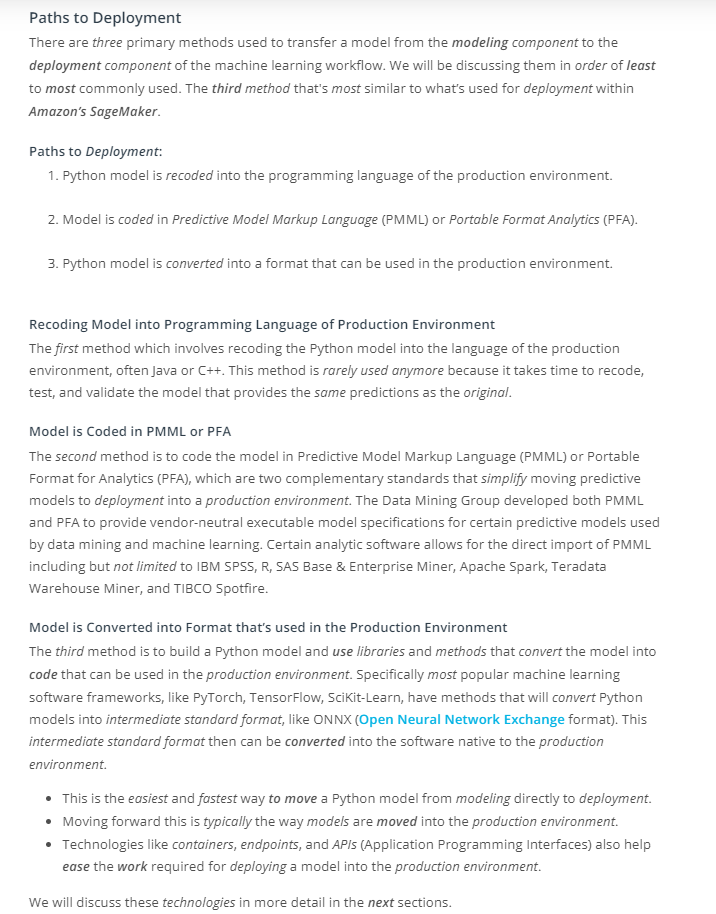 Paths to Deployment
There are three primary methods used to transfer a model from the modeling component to the
deployment component of the machine learning workflow. We will be discussing them in order of least
to most commonly used. The third method that's most similar to what's used for deployment within
Amazon's SageMaker.
Paths to Deployment:
1. Python model is recoded into the programming language of the production environment.
2. Model is coded in Predictive Model Markup Language (PMML) or Portable Format Analytics (PFA).
3. Python model is converted into a format that can be used in the production environment.
Recoding Model into Programming Language of Production Environment
The first method which involves recoding the Python model into the language of the production
environment, often Java or C++. This method is rarely used anymore because it takes time to recode,
test, and validate the model that provides the same predictions as the original.
Model is Coded in PMML or PFA
The second method is to code the model in Predictive Model Markup Language (PMML) or Portable
Format for Analytics (PFA), which are two complementary standards that simplify moving predictive
models to deployment into a production environment. The Data Mining Group developed both PMML
and PFA to provide vendor-neutral executable model specifications for certain predictive models used
by data mining and machine learning. Certain analytic software allows for the direct import of PMML
including but not limited to IBM SPSS, R, SAS Base & Enterprise Miner, Apache Spark, Teradata
Warehouse Miner, and TIBCO Spotfire.
Model is Converted into Format that's used in the Production Environment
The third method is to build a Python model and use libraries and methods that convert the model into
code that can be used in the production environment. Specifically most popular machine learning
software frameworks, like PyTorch, TensorFlow, SciKit-Learn, have methods that will convert Python
models into intermediate standard format, like ONNX (Open Neural Network Exchange format). This
intermediate standard format then can be converted into the software native to the production
environment.
• This is the easiest and fastest way to move a Python model from modeling directly to deployment.
• Moving forward this is typically the way models are moved into the production environment.
• Technologies like containers, endpoints, and APIs (Application Programming Interfaces) also help
ease the work required for deploying a model into the production environment.
We will discuss these technologies in more detail in the next sections.